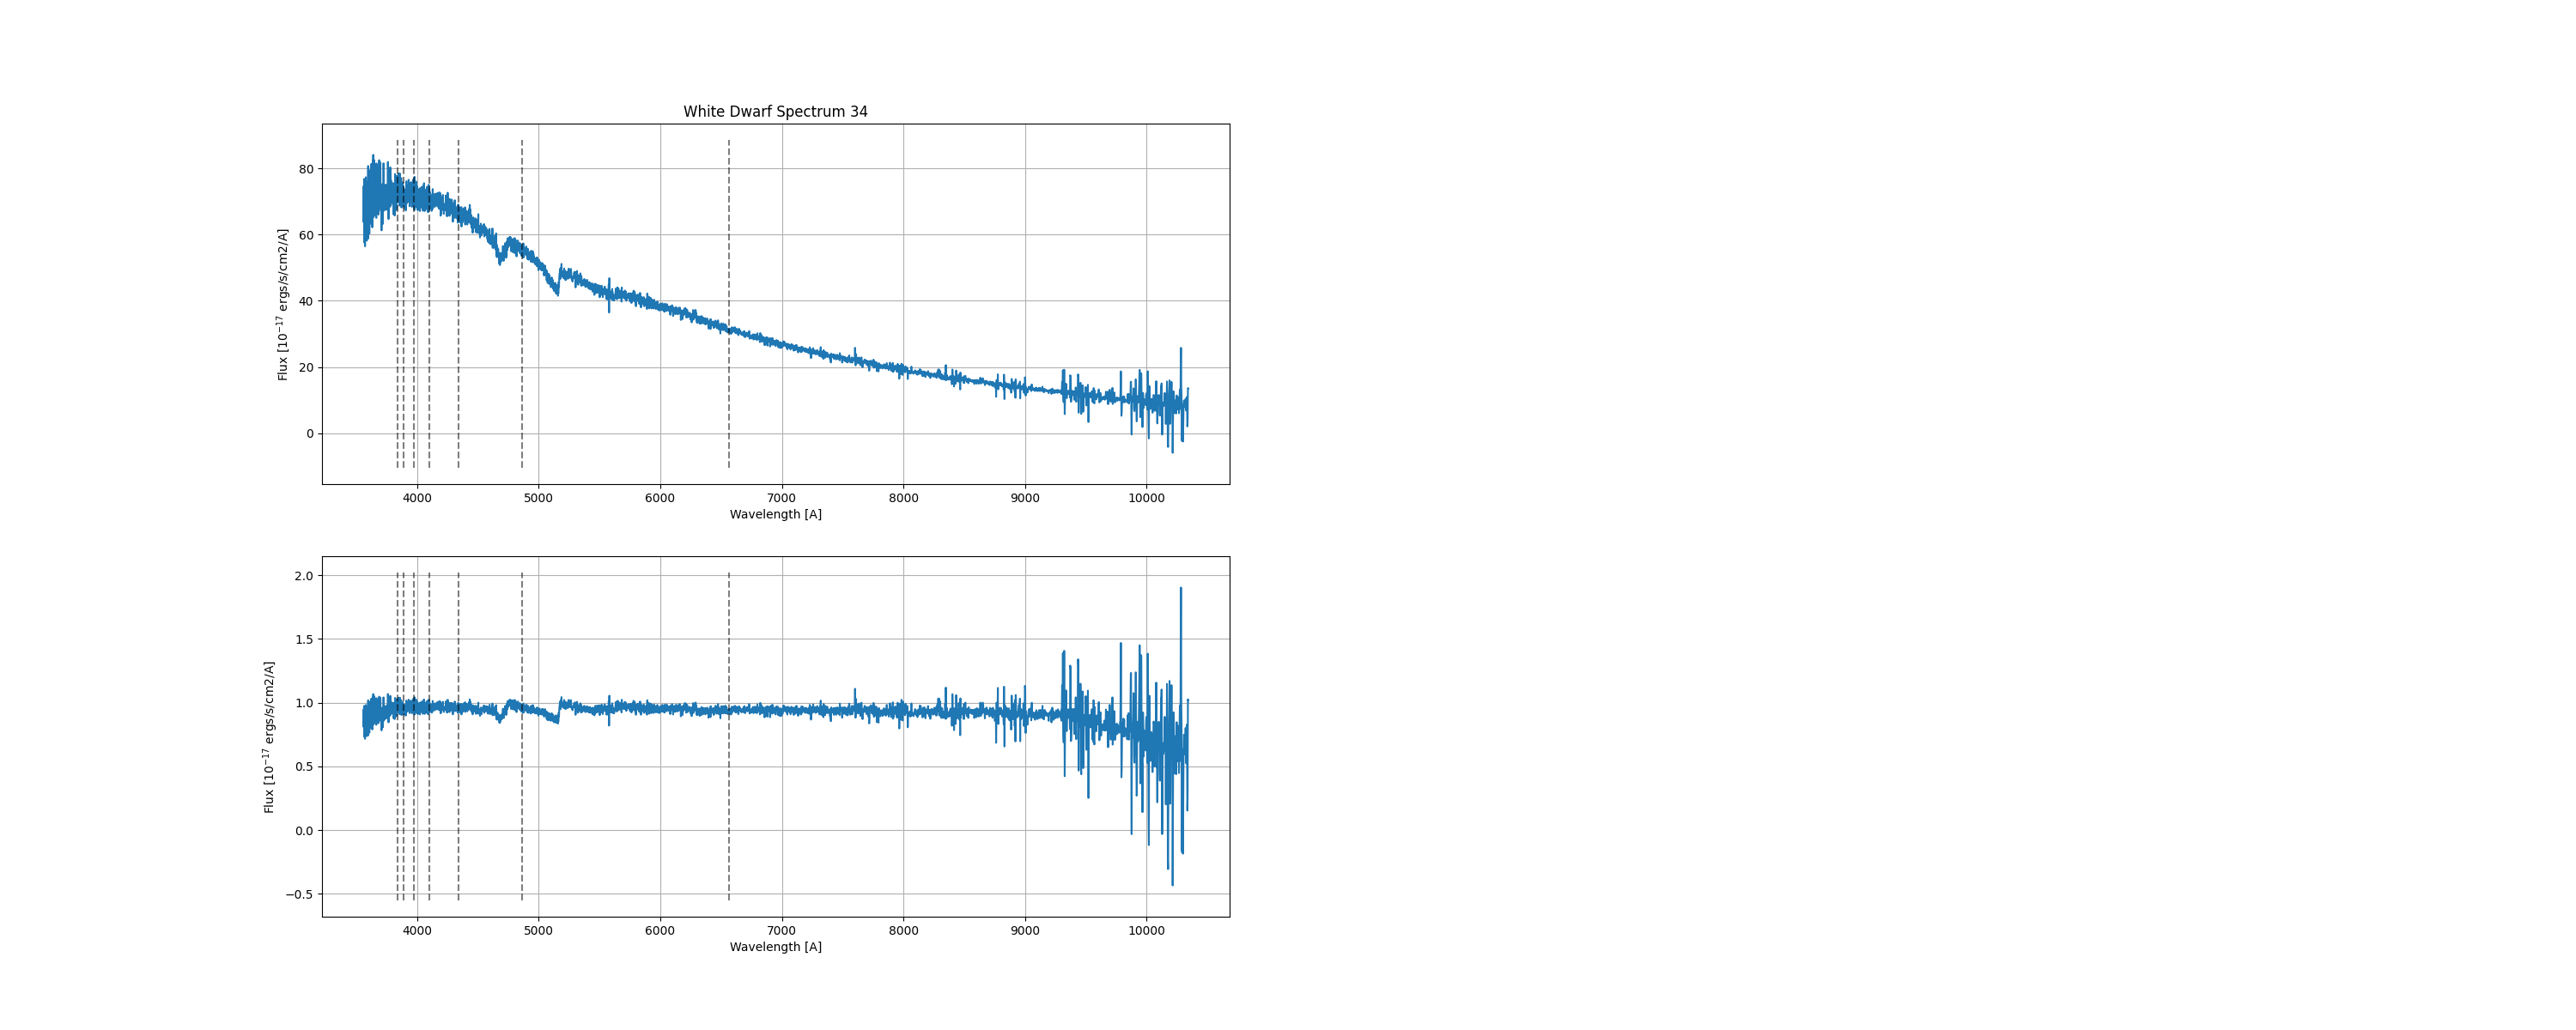 White Dwarf Spectrum 34
Flux [10⁻¹⁷ ergs/s/cm2/A]
80
60
40
20
0
4000 5000 6000 7000 8000 9000 10000
Wavelength [A]
Flux [10⁻¹⁷ ergs/s/cm2/A]
2.0
1.5
1.0
0.5
0.0
−0.5
4000 5000 6000 7000 8000 9000 10000
Wavelength [A]